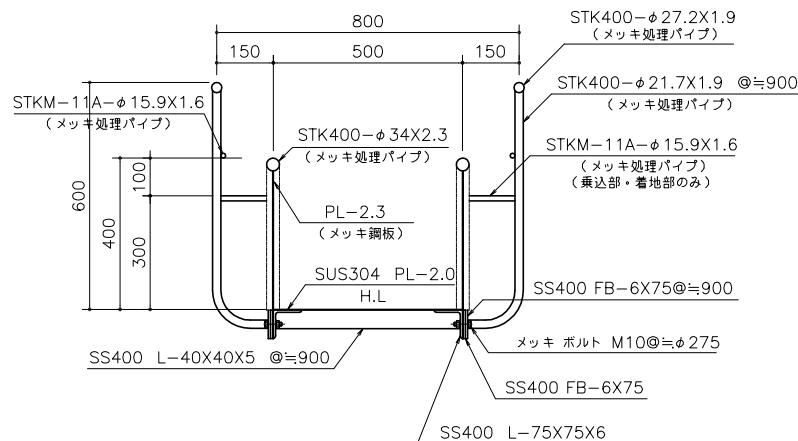 800
150
500
150
STK400-φ27.2X1.9
(メッキ処理パイプ)
STK400-φ21.7X1.9 @≒900
(メッキ処理パイプ)
STKM-11A-φ15.9X1.6
(メッキ処理パイプ)
STK400-φ34X2.3
(メッキ処理パイプ)
STKM-11A-φ15.9X1.6
(メッキ処理パイプ)
(乗込部・着地部のみ)
600
400
100
300
PL-2.3
(メッキ鋼板)
SUS304 PL-2.0
H.L
SS400 FB-6X75@≒900
メッキ ボルト M10@≒φ275
SS400 L-40X40X5 @≒900
SS400 FB-6X75
SS400 L-75X75X6